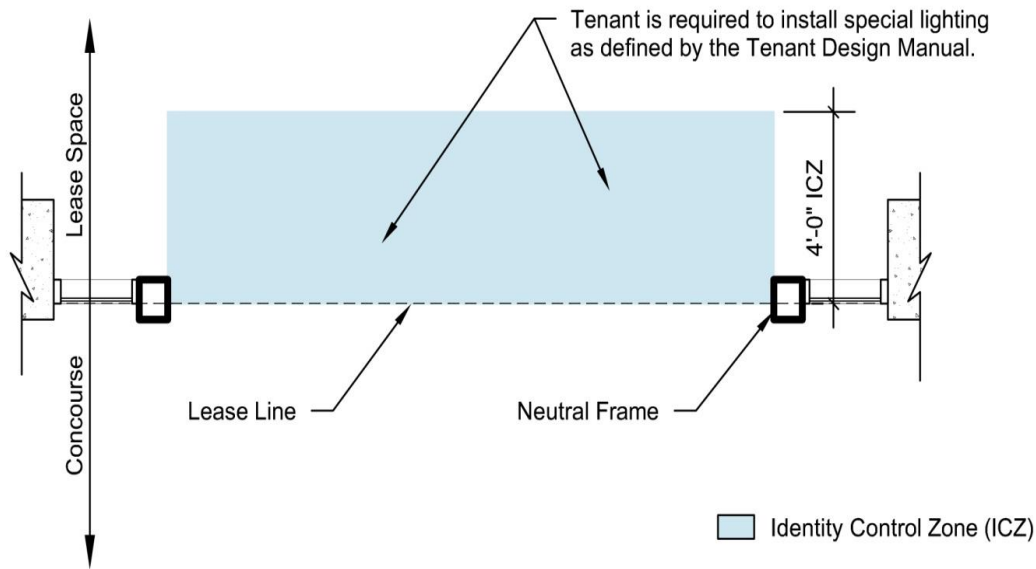 Tenant is required to install special lighting
as defined by the Tenant Design Manual.
Lease Space
4'-0" ICZ
Lease Line
Neutral Frame
Concourse
Identity Control Zone (ICZ)